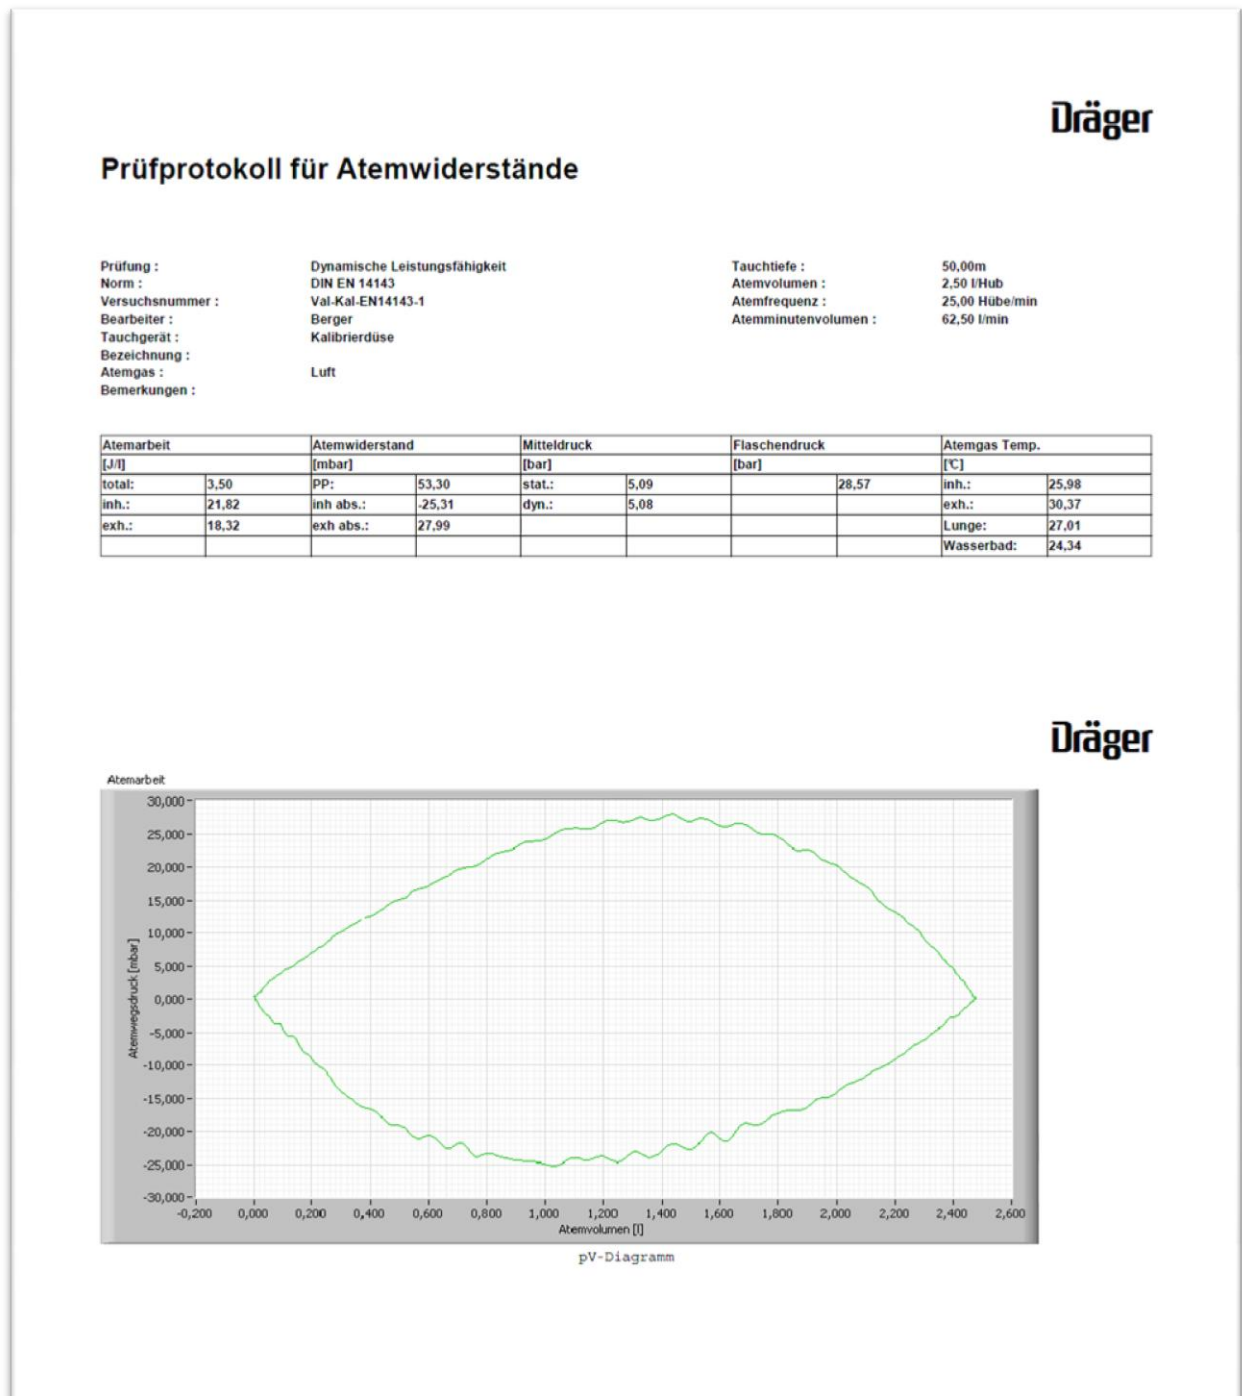 Dräger
Prüfprotokoll für Atemwiderstände
Prüfung : Dynamische Leistungsfähigkeit Tauchtiefe : 50,00m
Norm : DIN EN 14143 Atemvolumen : 2,50 l/Hub
Versuchsnummer : Val-Kal-EN14143-1 Atemfrequenz : 25,00 Hübe/min
Bearbeiter : Berger Atemminutenvolumen : 62,50 l/min
Tauchgerät : Kalibrierdüse
Bezeichnung :
Atemgas : Luft
Bemerkungen :
Atemarbeit Atemwiderstand Mitteldruck Flaschendruck Atemgas Temp.
[J/l] [mbar] [bar] [bar] [°C]
total: 3,50 PP: 53,30 stat.: 5,09 28,57 inh.: 25,98
inh.: 21,82 inh abs.: -25,31 dyn.: 5,08 exh.: 30,37
exh.: 18,32 exh abs.: 27,99 Lunge: 27,01
Wasserbad: 24,34
Dräger
Atemarbeit
30,000
25,000
20,000
15,000
10,000
5,000
0,000
-5,000
-10,000
-15,000
-20,000
-25,000
-30,000
Atemwegsdruck [mbar]
-0,200 0,000 0,200 0,400 0,600 0,800 1,000 1,200 1,400 1,600 1,800 2,000 2,200 2,400 2,600
Atemvolumen [l]
pV-Diagramm